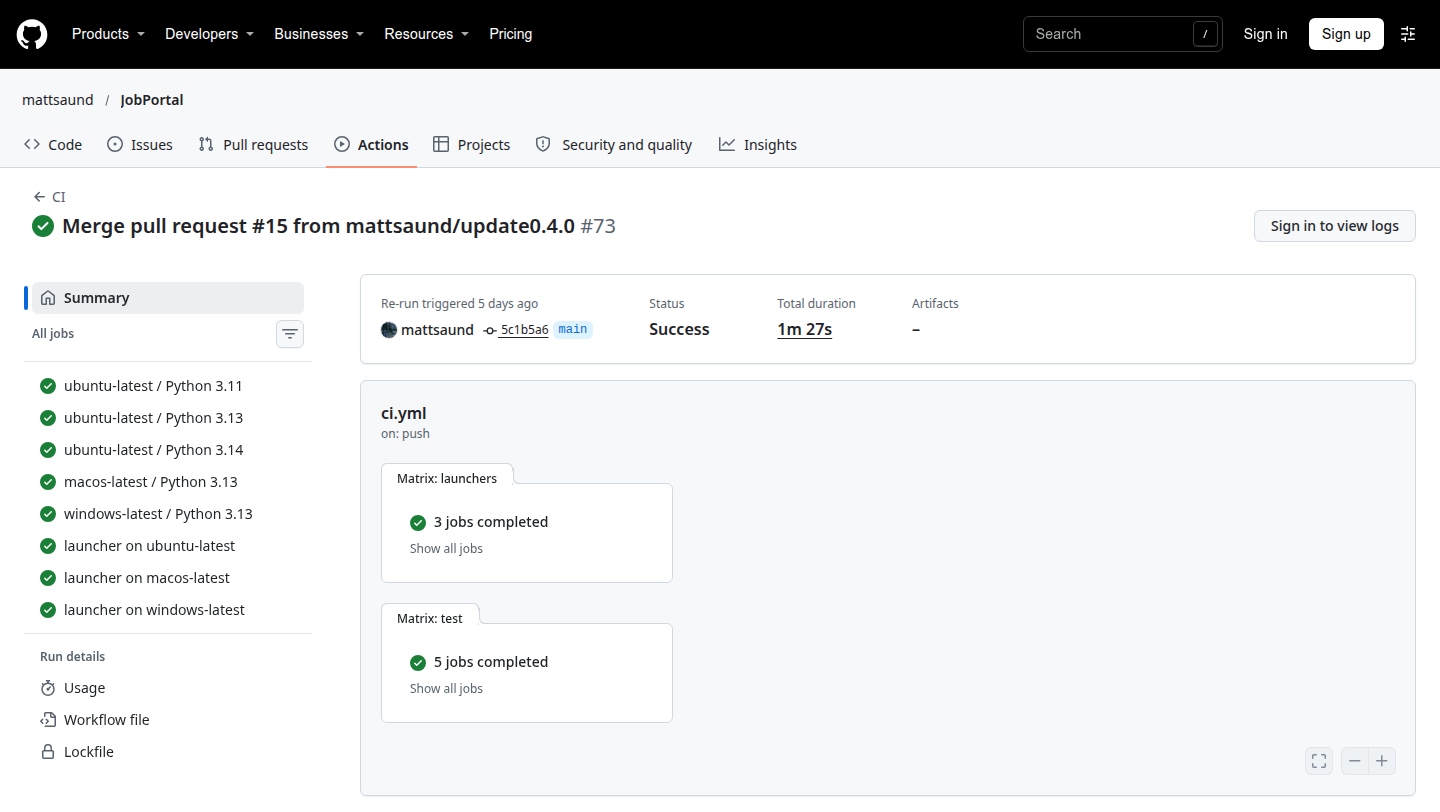 Products Developers Businesses Resources Pricing Search / Sign in Sign up
mattsaund / JobPortal
Code Issues Pull requests Actions Projects Security and quality Insights
← CI
Merge pull request #15 from mattsaund/update0.4.0 #73
Sign in to view logs
Summary
All jobs
ubuntu-latest / Python 3.11
ubuntu-latest / Python 3.13
ubuntu-latest / Python 3.14
macos-latest / Python 3.13
windows-latest / Python 3.13
launcher on ubuntu-latest
launcher on macos-latest
launcher on windows-latest
Run details
Usage
Workflow file
Lockfile
Re-run triggered 5 days ago
mattsaund 5c1b5a6 main
Status
Success
Total duration
1m 27s
Artifacts
–
ci.yml
on: push
Matrix: launchers
3 jobs completed
Show all jobs
Matrix: test
5 jobs completed
Show all jobs